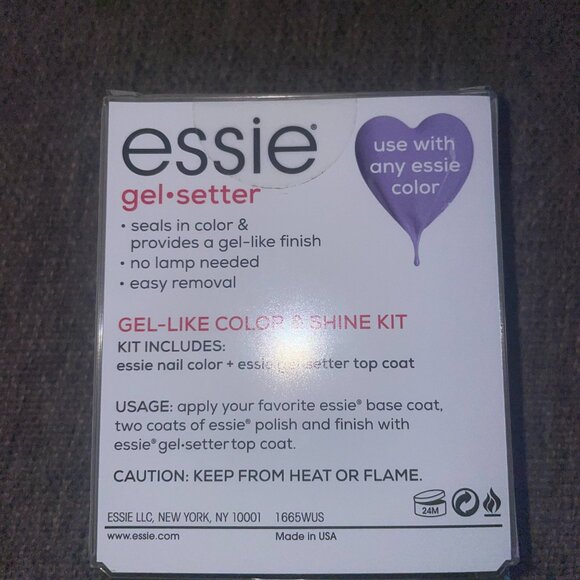 essie®
gel•setter
• seals in color &
provides a gel-like finish
• no lamp needed
• easy removal
use with
any essie
color
GEL-LIKE COLOR & SHINE KIT
KIT INCLUDES:
essie nail color + essie gel•setter top coat
USAGE: apply your favorite essie® base coat,
two coats of essie® polish and finish with
essie® gel•setter top coat.
CAUTION: KEEP FROM HEAT OR FLAME.
24M
ESSIE LLC, NEW YORK, NY 10001 1665WUS
www.essie.com Made in USA